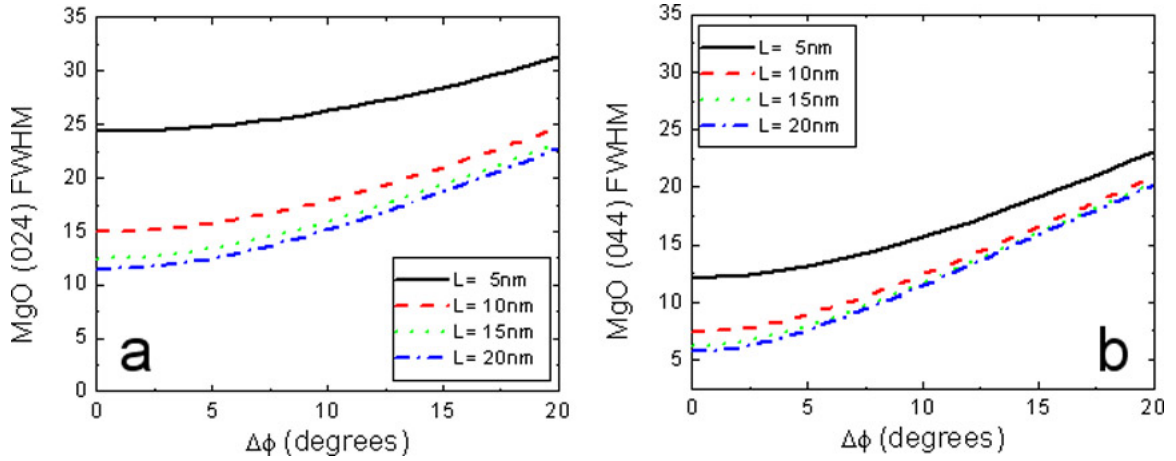 MgO (024) FWHM
35
30
25
20
15
10
5
0
0 5 10 15 20
Δϕ (degrees)
L= 5nm
L= 10nm
L= 15nm
L= 20nm
a
MgO (044) FWHM
35
30
25
20
15
10
5
0 5 10 15 20
Δϕ (degrees)
L= 5nm
L= 10nm
L= 15nm
L= 20nm
b